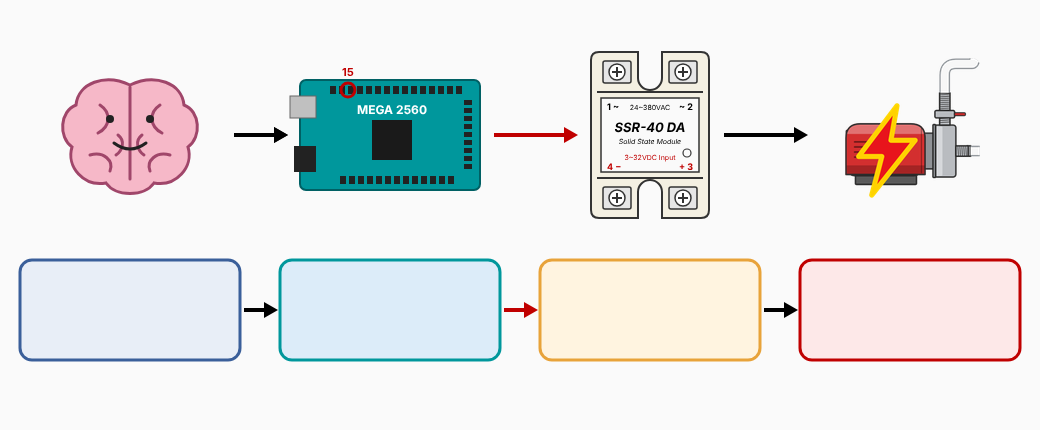 15
MEGA 2560
1 ~ 24~380VAC ~ 2
SSR-40 DA
Solid State Module
3~32VDC Input
4 − + 3